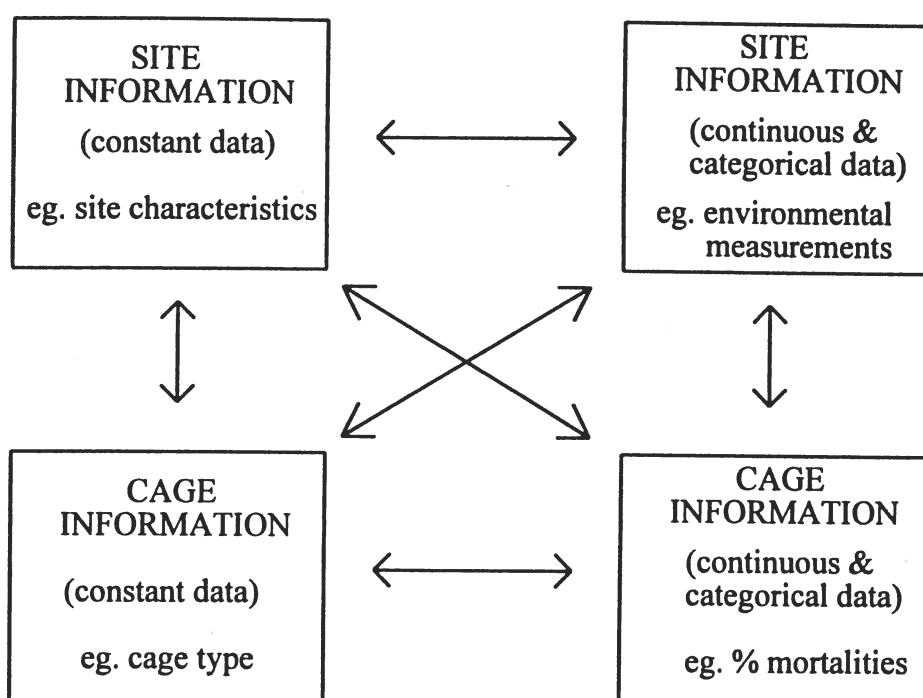 SITE
INFORMATION
(constant data)
eg. site characteristics
SITE
INFORMATION
(continuous &
categorical data)
eg. environmental
measurements
CAGE
INFORMATION
(constant data)
eg. cage type
CAGE
INFORMATION
(continuous &
categorical data)
eg. % mortalities